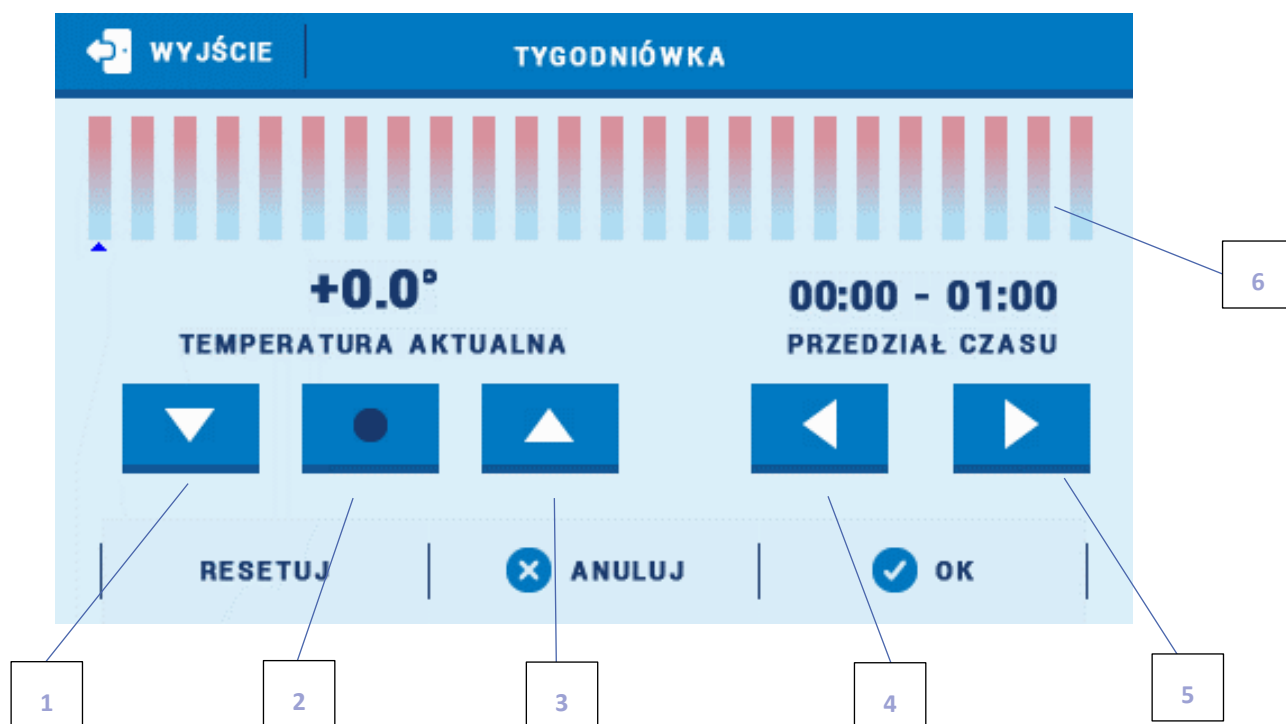 WYJŚCIE
TYGODNIÓWKA
6
+0.0°
00:00 - 01:00
TEMPERATURA AKTUALNA
PRZEDZIAŁ CZASU
RESETUJ
ANULUJ
OK
1
2
3
4
5